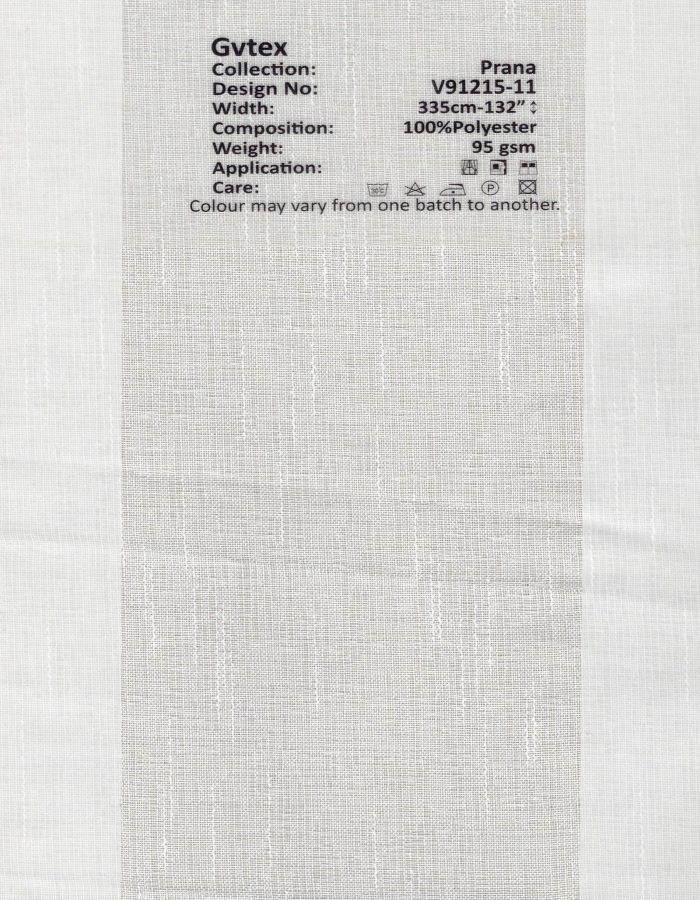 Gvtex
Collection: Prana
Design No: V91215-11
Width: 335cm-132”
Composition: 100%Polyester
Weight: 95 gsm
Application:
Care: 30°C P
Colour may vary from one batch to another.